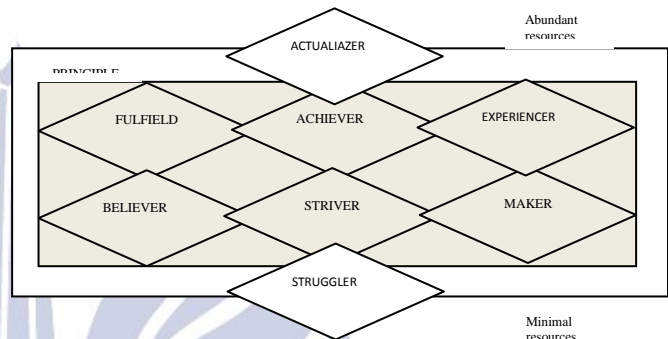 Abundant
resources
ACTUALIAZER
PRINCIPLE
FULFIELD
ACHIEVER
EXPERIENCER
BELIEVER
STRIVER
MAKER
STRUGGLER
Minimal
resources